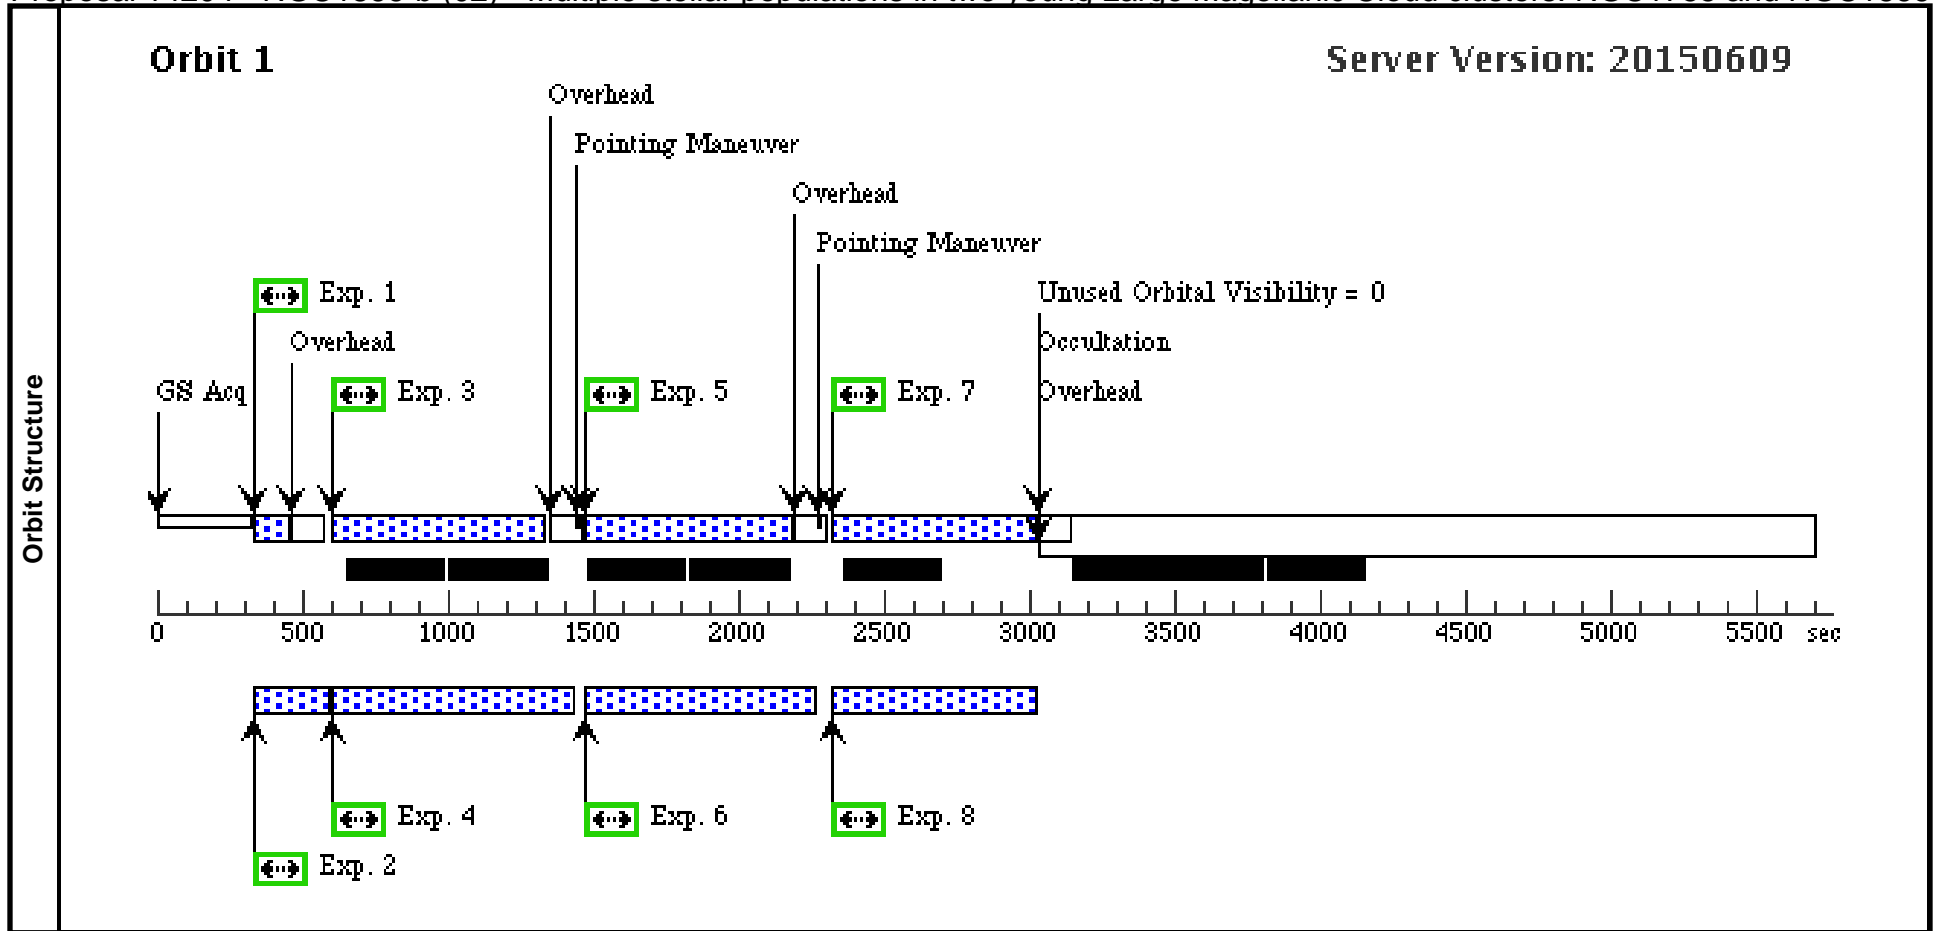 Orbit Structure
Orbit 1
Server Version: 20150609
Overhead
Pointing Maneuver
Overhead
Pointing Maneuver
Exp. 1
Unused Orbital Visibility = 0
Overhead
Occultation
GS Acq
Exp. 3
Exp. 5
Exp. 7
Overhead
0 500 1000 1500 2000 2500 3000 3500 4000 4500 5000 5500 sec
Exp. 4
Exp. 6
Exp. 8
Exp. 2